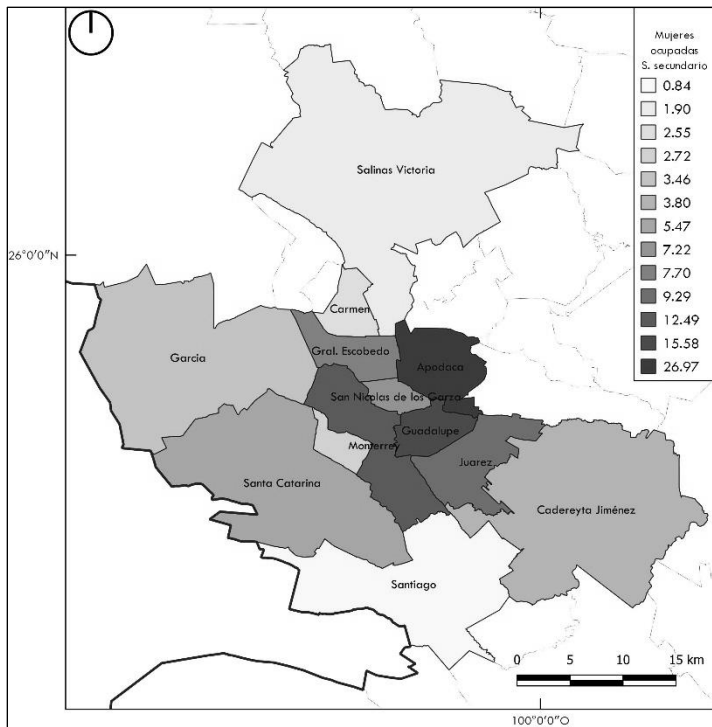 Mujeres
ocupadas
S. secundario
0.84
1.90
2.55
2.72
3.46
3.80
5.47
7.22
7.70
9.29
12.49
15.58
26.97
Salinas Victoria
26°0'0"N
Carmen
García
Gral. Escobedo
Apodaca
San Nicolas de los Garza
Guadalupe
Monterrey
Juarez
Santa Catarina
Cadereyta Jiménez
Santiago
0 5 10 15 km
100°0'0"O